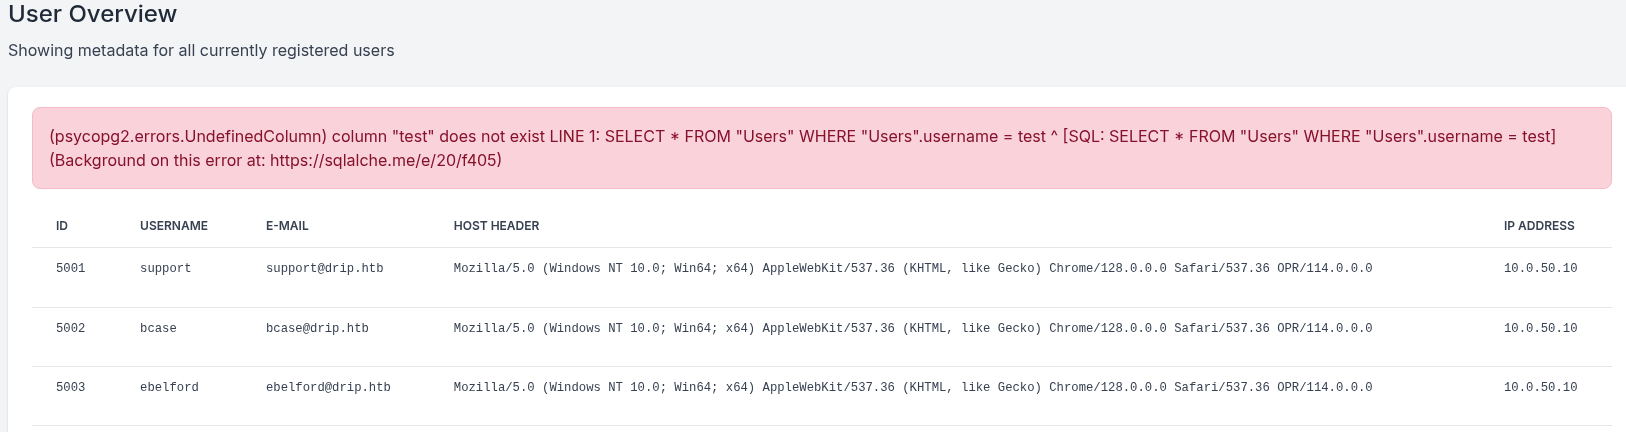 User Overview
Showing metadata for all currently registered users
(psycopg2.errors.UndefinedColumn) column "test" does not exist LINE 1: SELECT * FROM "Users" WHERE "Users".username = test ^ [SQL: SELECT * FROM "Users" WHERE "Users".username = test]
(Background on this error at: https://sqlalche.me/e/20/f405)
ID USERNAME E-MAIL HOST HEADER IP ADDRESS
5001 support support@drip.htb Mozilla/5.0 (Windows NT 10.0; Win64; x64) AppleWebKit/537.36 (KHTML, like Gecko) Chrome/128.0.0.0 Safari/537.36 OPR/114.0.0.0 10.0.50.10
5002 bcase bcase@drip.htb Mozilla/5.0 (Windows NT 10.0; Win64; x64) AppleWebKit/537.36 (KHTML, like Gecko) Chrome/128.0.0.0 Safari/537.36 OPR/114.0.0.0 10.0.50.10
5003 ebelford ebelford@drip.htb Mozilla/5.0 (Windows NT 10.0; Win64; x64) AppleWebKit/537.36 (KHTML, like Gecko) Chrome/128.0.0.0 Safari/537.36 OPR/114.0.0.0 10.0.50.10